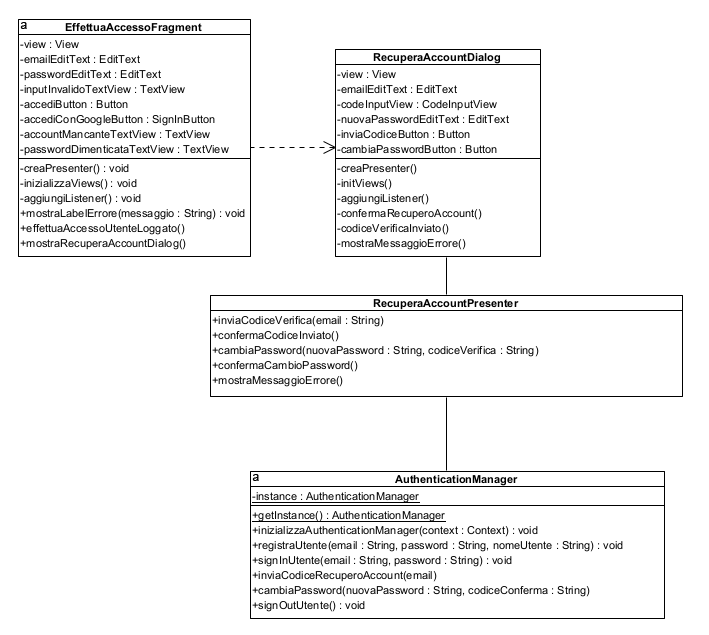 a
EffettuaAccessoFragment
-view : View
-emailEditText : EditText
-passwordEditText : EditText
-inputInvalidoTextView : TextView
-accediButton : Button
-accediConGoogleButton : SignInButton
-accountMancanteTextView : TextView
-passwordDimenticataTextView : TextView
-creaPresenter() : void
-inizializzaViews() : void
-aggiungiListener() : void
+mostraLabelErrore(messaggio : String) : void
+effettuaAccessoUtenteLoggato()
+mostraRecuperaAccountDialog()
RecuperaAccountDialog
-view : View
-emailEditText : EditText
-codeInputView : CodeInputView
-nuovaPasswordEditText : EditText
-inviaCodiceButton : Button
-cambiaPasswordButton : Button
-creaPresenter()
-initViews()
-aggiungiListener()
-confermaRecuperoAccount()
-codiceVerificaInviato()
-mostraMessaggioErrore()
RecuperaAccountPresenter
+inviaCodiceVerifica(email : String)
+confermaCodiceInviato()
+cambiaPassword(nuovaPassword : String, codiceVerifica : String)
+confermaCambioPassword()
+mostraMessaggioErrore()
a
AuthenticationManager
-instance : AuthenticationManager
+getInstance() : AuthenticationManager
+inizializzaAuthenticationManager(context : Context) : void
+registraUtente(email : String, password : String, nomeUtente : String) : void
+signInUtente(email : String, password : String) : void
+inviaCodiceRecuperoAccount(email)
+cambiaPassword(nuovaPassword : String, codiceConferma : String)
+signOutUtente() : void